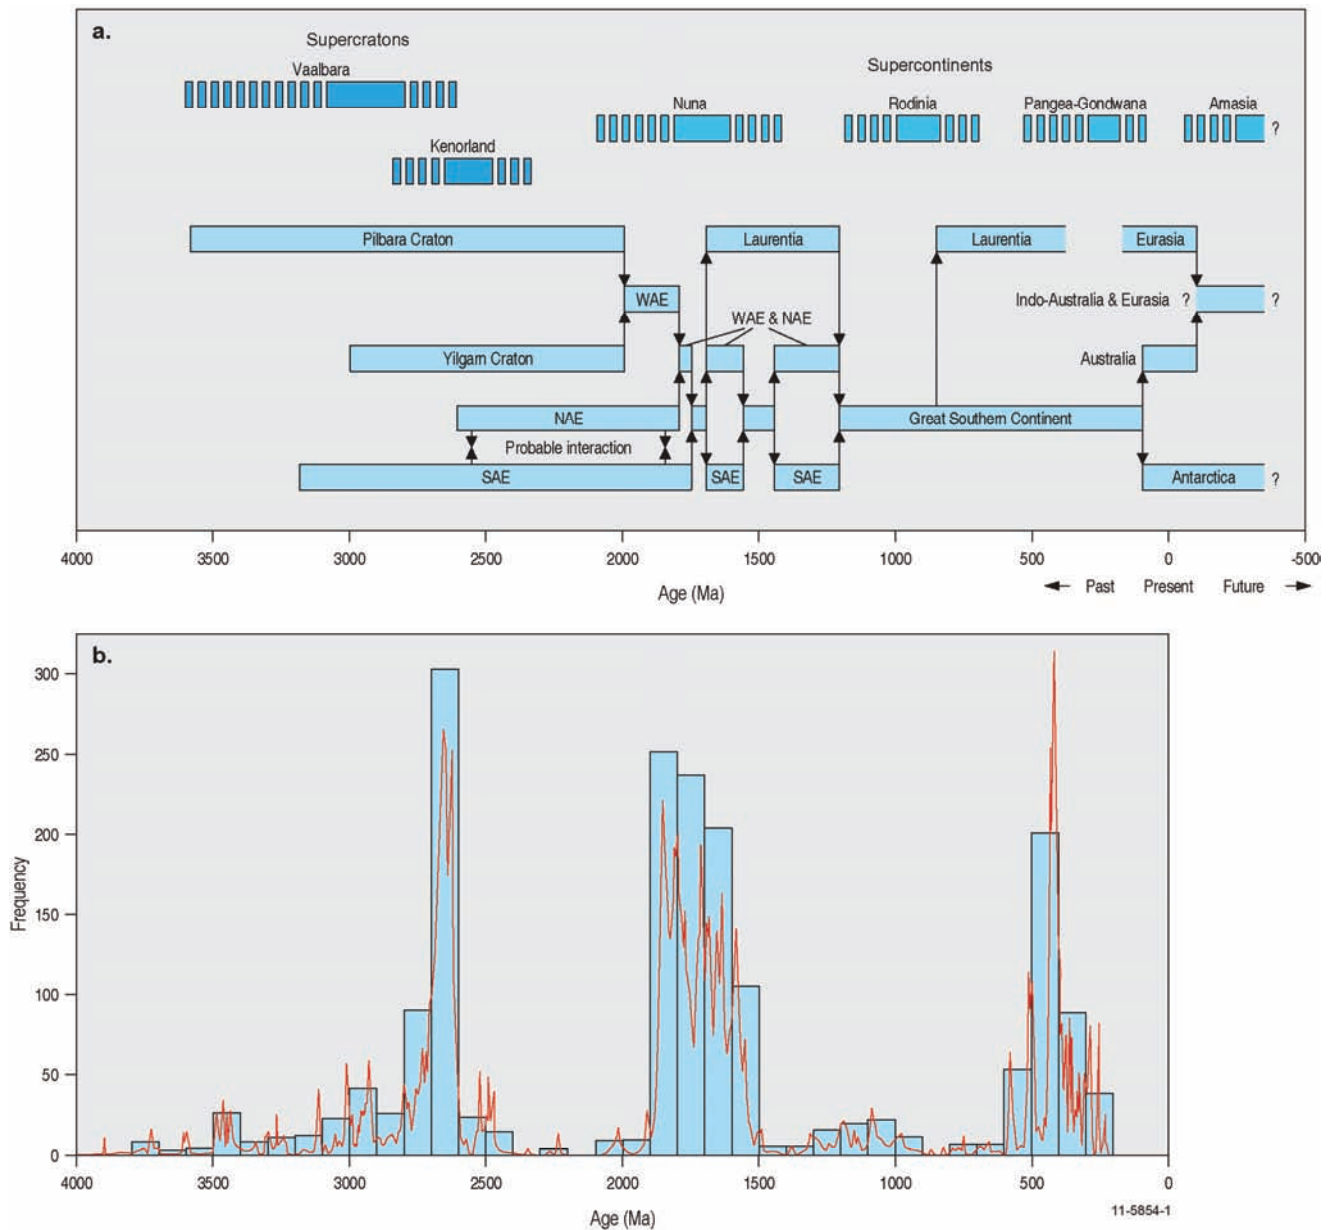 a.
Supercratons
Vaalbara
Supercontinents
Nuna
Rodinia
Pangea-Gondwana
Amasia
?
Kenorland
Pilbara Craton
Laurentia
Laurentia
Eurasia
WAE
Indo-Australia & Eurasia ?
?
WAE & NAE
Yilgarn Craton
Australia
NAE
Great Southern Continent
Probable interaction
SAE
SAE
SAE
Antarctica
?
4000 3500 3000 2500 2000 1500 1000 500 0 -5000
Age (Ma)
Past Present Future
b.
300
250
200
150
100
50
0
Frequency
4000 3500 3000 2500 2000 1500 1000 500 0
Age (Ma)
11-5854-1